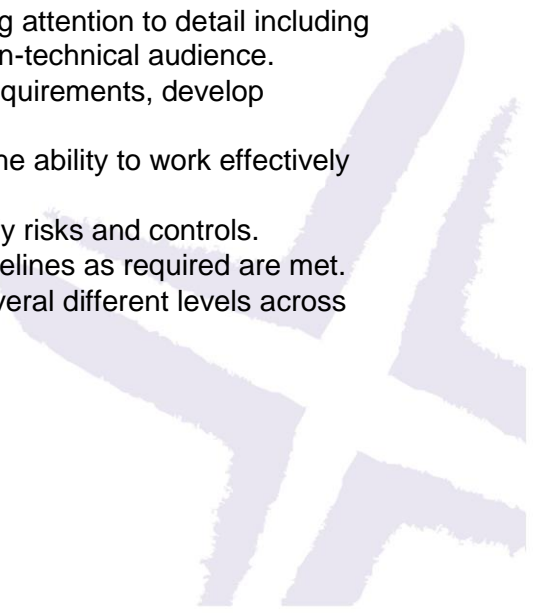 attention to detail including
n-technical audience.
quirements, develop
ability to work effectively
y risks and controls.
elines as required are met.
veral different levels across